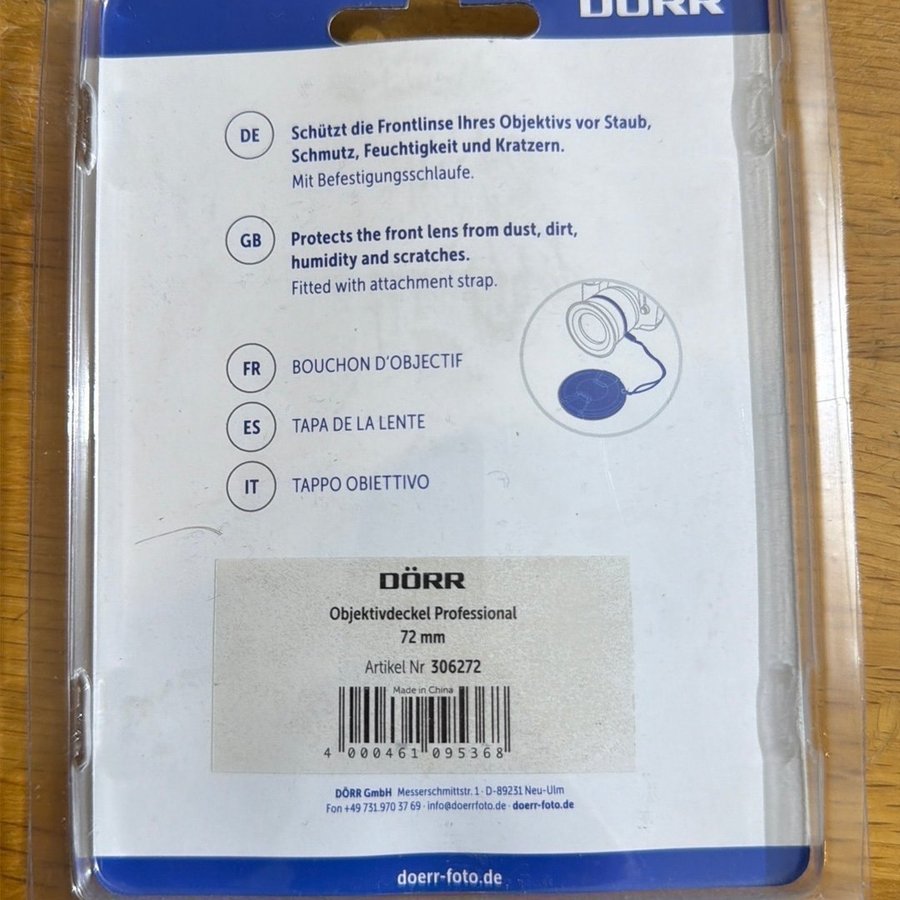 DÖRR
DE
Schützt die Frontlinse Ihres Objektivs vor Staub,
Schmutz, Feuchtigkeit und Kratzern.
Mit Befestigungsschlaufe.
GB
Protects the front lens from dust, dirt,
humidity and scratches.
Fitted with attachment strap.
FR BOUCHON D'OBJECTIF
ES TAPA DE LA LENTE
IT TAPPO OBIETTIVO
DÖRR
Objektivdeckel Professional
72 mm
Artikel Nr 306272
Made in China
4 000461 095368
DÖRR GmbH Messerschmittstr. 1 · D-89231 Neu-Ulm
Fon +49 731.970 37 69 · info@doerrfoto.de · doerr-foto.de
doerr-foto.de